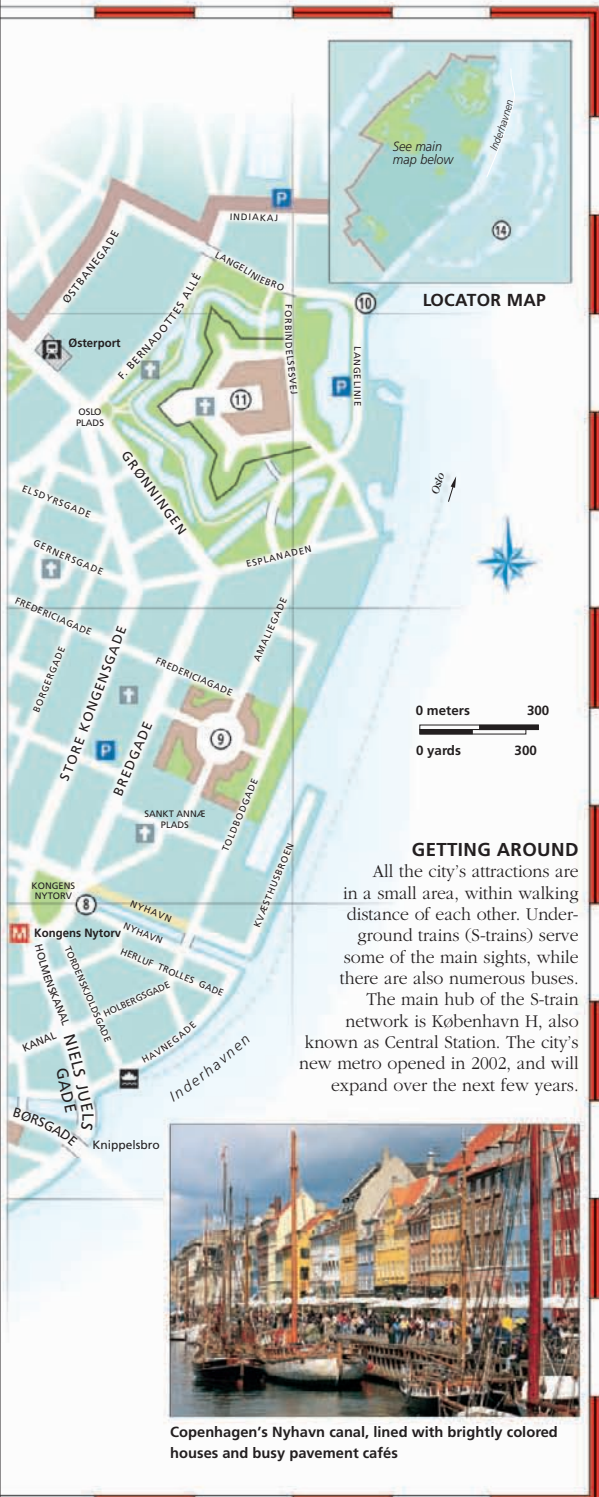 See main
map below
Inderhavnen
14
LOCATOR MAP
P
INDIAKAJ
ØSTBANEGADE
LANGELINIEBRO
F. BERNADOTTES ALLÉ
10
FORBINDELSESVEJ
LANGELINIE
Østerport
P
11
OSLO
PLADS
GRØNNINGEN
Oslo
ELSDYRSGADE
ESPLANADEN
GERNERSGADE
AMALIEGADE
FREDERICIAGADE
FREDERICIAGADE
BORGERGADE
STORE KONGENSGADE
BREDGADE
P
9
0 meters 300
0 yards 300
SANKT ANNÆ
PLADS
TOLDBODGADE
KVÆSTHUSBROEN
KONGENS
NYTORV
8
NYHAVN
NYHAVN
M Kongens Nytorv
HERLUF TROLLES GADE
HOLMENSKANAL
TORDENSKJOLDSGADE
HOLBERGSGADE
KANAL
HAVNEGADE
NIELS JUELS
GADE
Inderhavnen
BØRSGADE
Knippelsbro
GETTING AROUND
All the city's attractions are
in a small area, within walking
distance of each other. Under-
ground trains (S-trains) serve
some of the main sights, while
there are also numerous buses.
The main hub of the S-train
network is København H, also
known as Central Station. The city's
new metro opened in 2002, and will
expand over the next few years.
Copenhagen's Nyhavn canal, lined with brightly colored
houses and busy pavement cafés